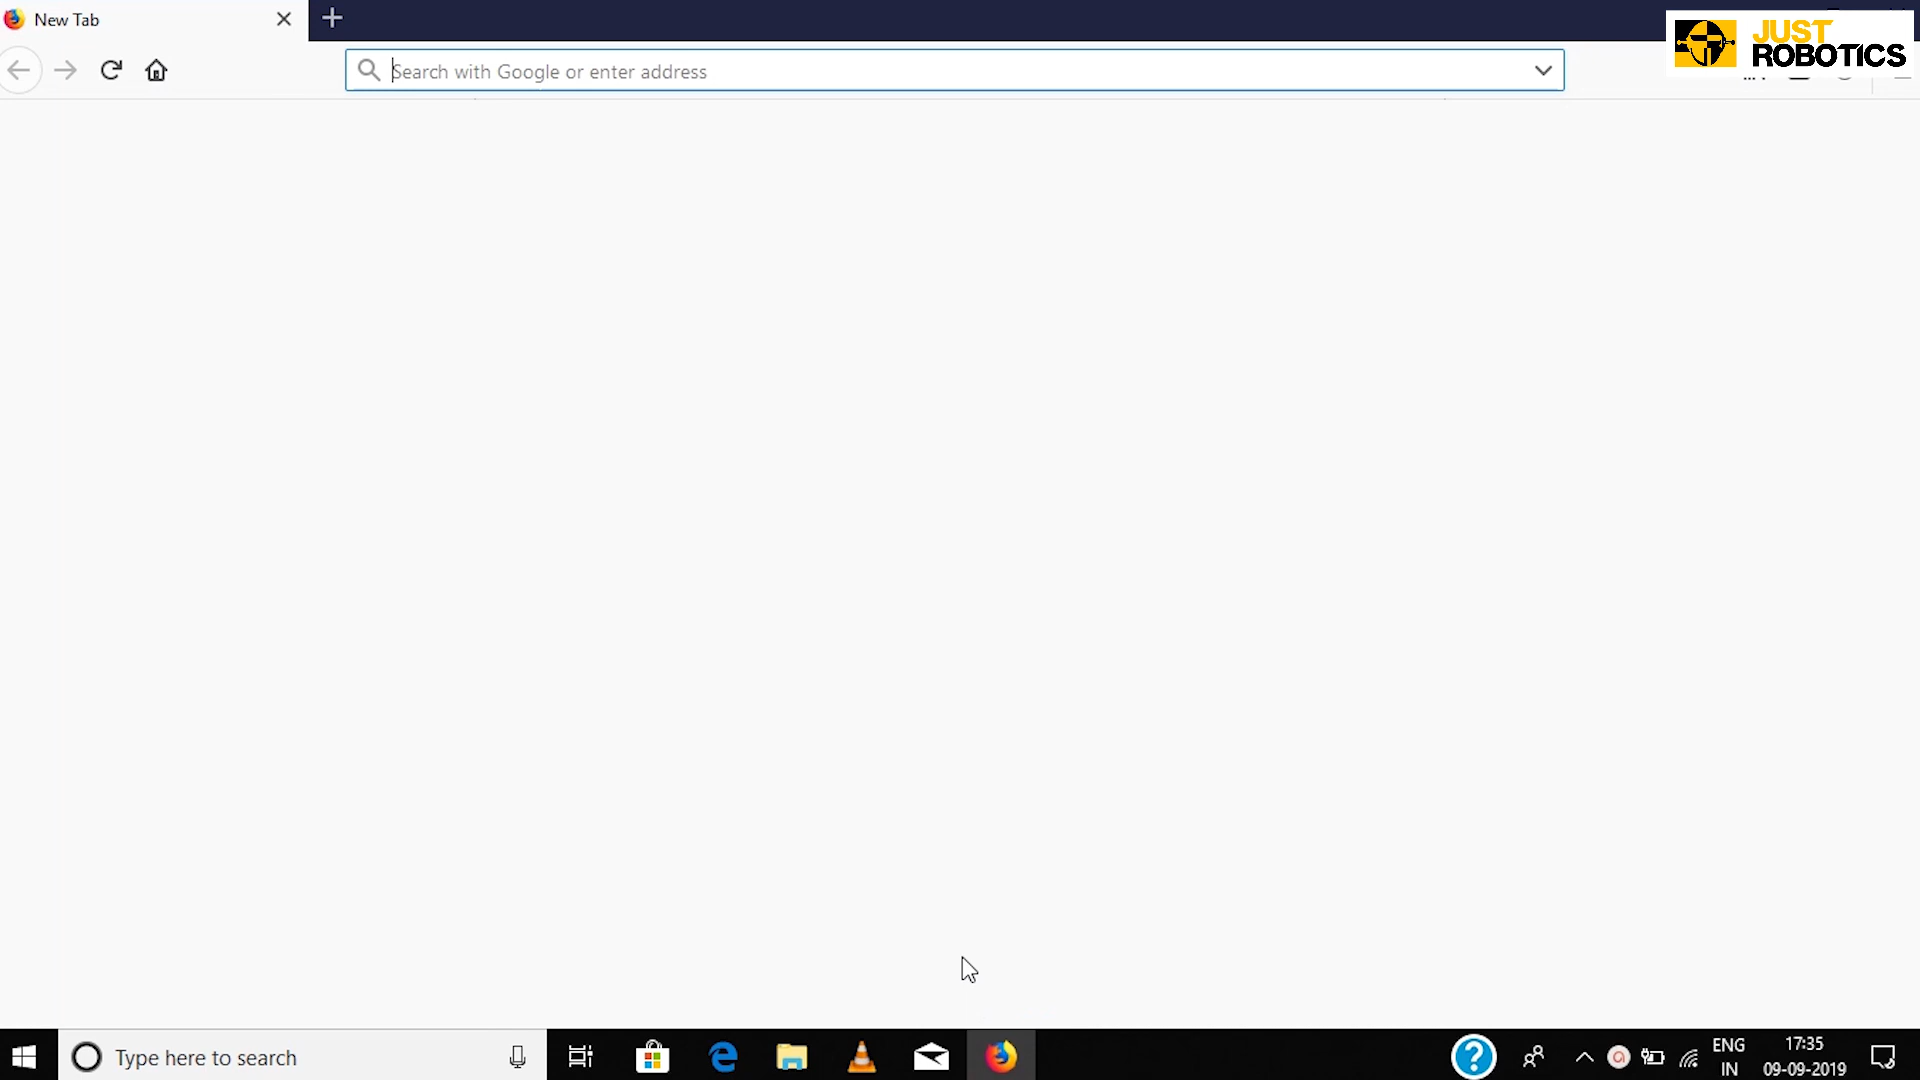 New Tab
JUST
ROBOTICS
Search with Google or enter address
Type here to search
ENG
IN
17:35
09-09-2019